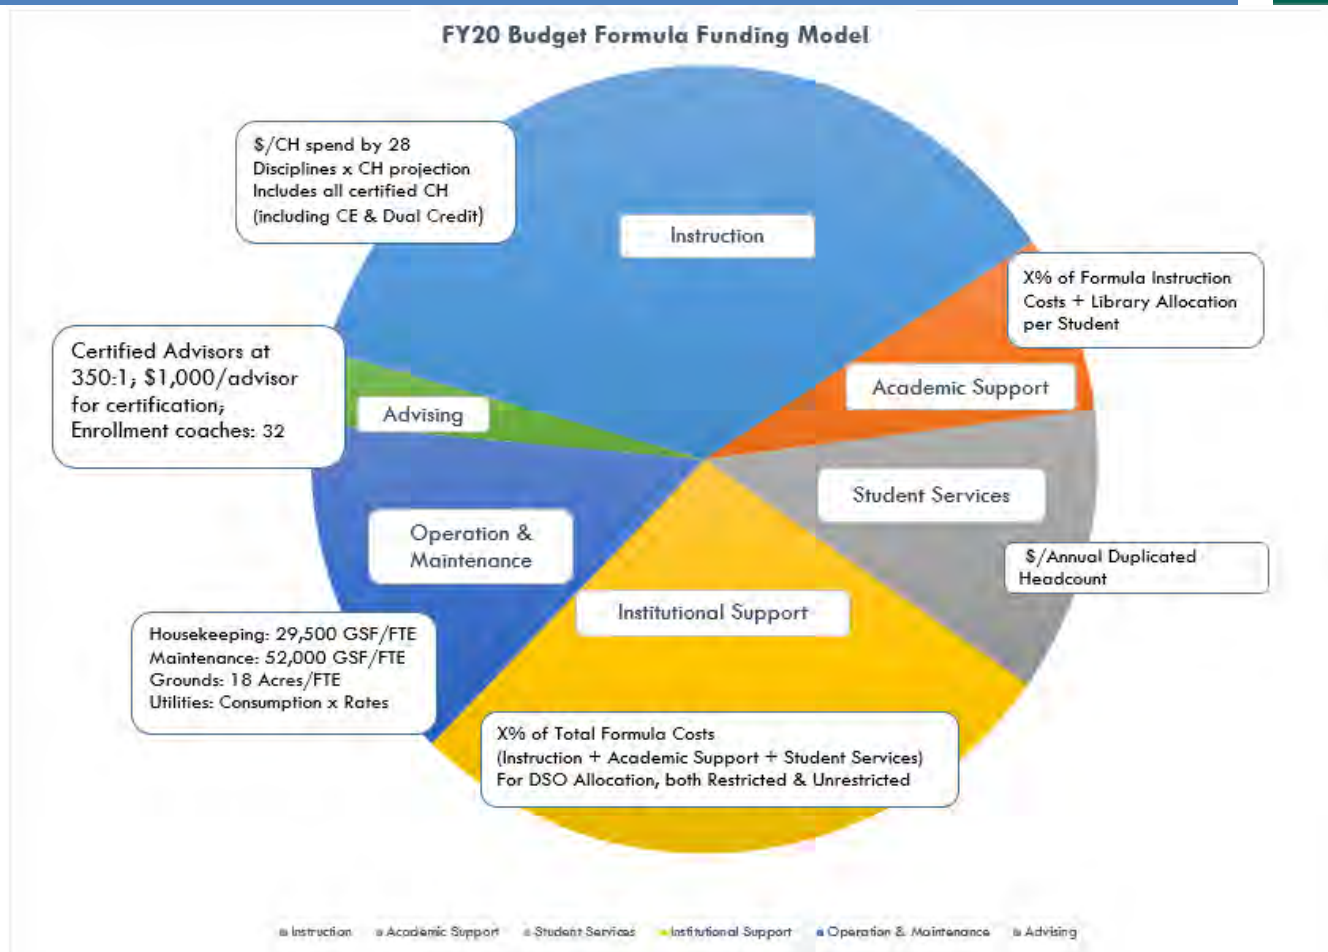 FY20 Budget Formula Funding Model
$/CH spend by 28
Disciplines x CH projection
Includes all certified CH
(including CE & Dual Credit)
Instruction
X% of Formula Instruction
Costs + Library Allocation
per Student
Certified Advisors at
350:1; $1,000/advisor
for certification;
Enrollment coaches: 32
Academic Support
Advising
Student Services
Operation &
Maintenance
$/Annual Duplicated
Headcount
Institutional Support
Housekeeping: 29,500 GSF/FTE
Maintenance: 52,000 GSF/FTE
Grounds: 18 Acres/FTE
Utilities: Consumption x Rates
X% of Total Formula Costs
(Instruction + Academic Support + Student Services)
For DSO Allocation, both Restricted & Unrestricted
Instruction Academic Support Student Services Institutional Support Operation & Maintenance Advising